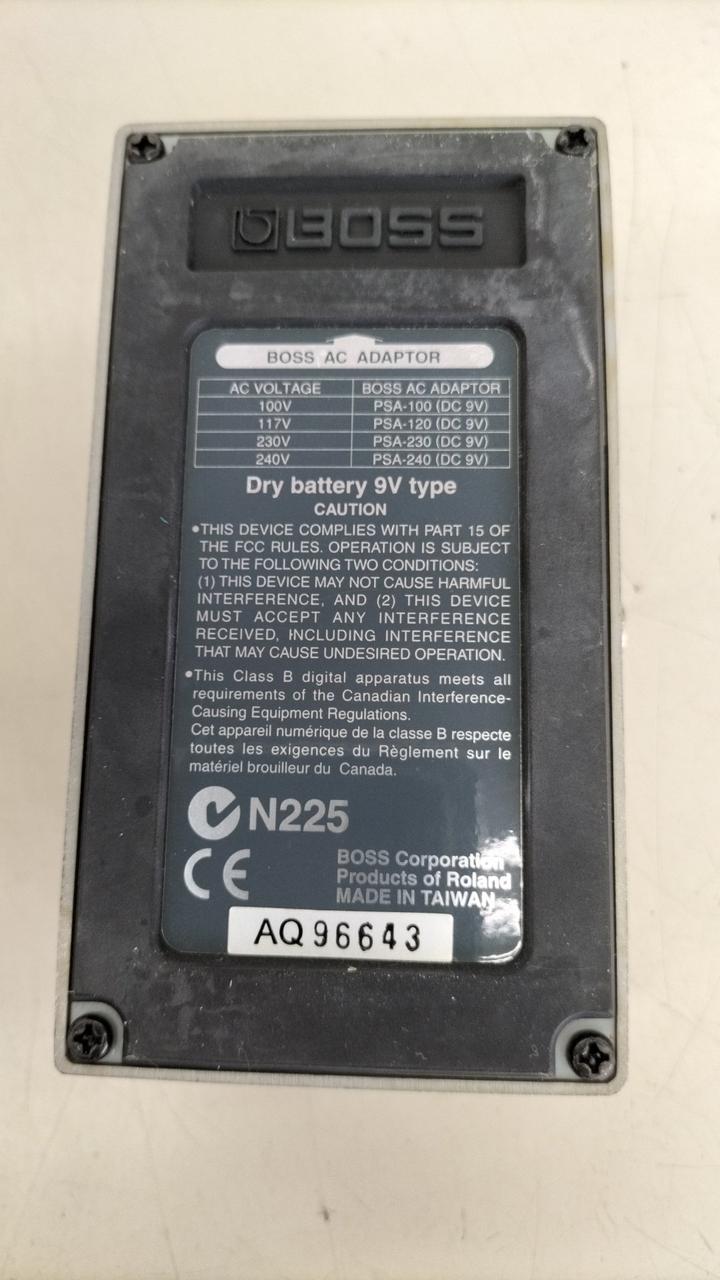 BOSS
BOSS AC ADAPTOR
AC VOLTAGE BOSS AC ADAPTOR
100V PSA-100 (DC 9V)
117V PSA-120 (DC 9V)
230V PSA-230 (DC 9V)
240V PSA-240 (DC 9V)
Dry battery 9V type
CAUTION
•THIS DEVICE COMPLIES WITH PART 15 OF
THE FCC RULES. OPERATION IS SUBJECT
TO THE FOLLOWING TWO CONDITIONS:
(1) THIS DEVICE MAY NOT CAUSE HARMFUL
INTERFERENCE, AND (2) THIS DEVICE
MUST ACCEPT ANY INTERFERENCE
RECEIVED, INCLUDING INTERFERENCE
THAT MAY CAUSE UNDESIRED OPERATION.
•This Class B digital apparatus meets all
requirements of the Canadian Interference-
Causing Equipment Regulations.
Cet appareil numérique de la classe B respecte
toutes les exigences du Règlement sur le
matériel brouilleur du Canada.
N225
CE
BOSS Corporation
Products of Roland
MADE IN TAIWAN
AQ96643